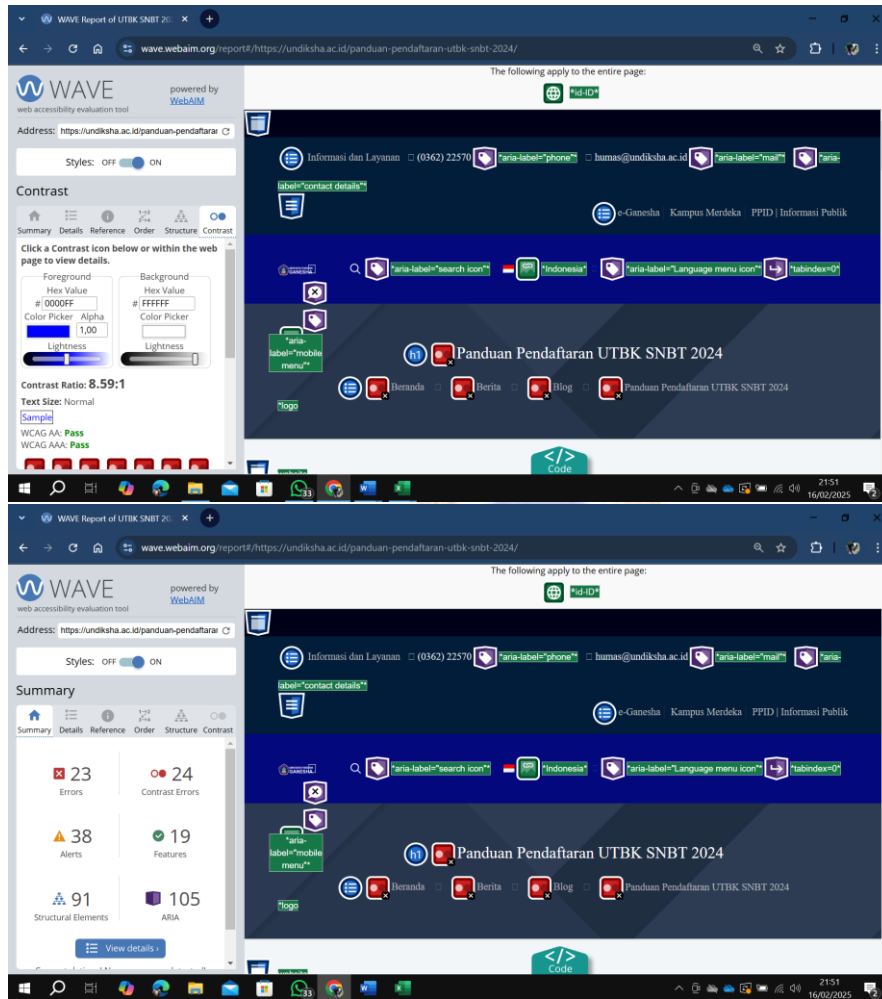 WAVE Report of UTBK SNBT 20
wave.webaim.org/report#/https://undiksha.ac.id/panduan-pendaftaran-utbk-snbt-2024/
WAVE
web accessibility evaluation tool
powered by
WebAIM
Address: https://undiksha.ac.id/panduan-pendaftarar
Styles: OFF ON
Contrast
Summary Details Reference Order Structure Contrast
Click a Contrast icon below or within the web
page to view details.
Foreground Background
Hex Value Hex Value
# 0000FF # FFFFFF
Color Picker Alpha Color Picker
1,00
Lightness Lightness
Contrast Ratio: 8.59:1
Text Size: Normal
Sample
WCAG AA: Pass
WCAG AAA: Pass
The following apply to the entire page:
*id-ID*
Informasi dan Layanan (0362) 22570 *aria-label="phone"* humas@undiksha.ac.id *aria-label="mail"* *aria-
label="contact details"*
e-Ganesha Kampus Merdeka PPID | Informasi Publik
GANESHA *aria-label="search icon"* *Indonesia* *aria-label="Language menu icon"* *tabindex=0*
*aria-
label="mobile
menu"*
h1 Panduan Pendaftaran UTBK SNBT 2024
Beranda Berita Blog Panduan Pendaftaran UTBK SNBT 2024
*logo
</>
Code
33
21:51
16/02/2025
2
WAVE Report of UTBK SNBT 20
wave.webaim.org/report#/https://undiksha.ac.id/panduan-pendaftaran-utbk-snbt-2024/
WAVE
web accessibility evaluation tool
powered by
WebAIM
Address: https://undiksha.ac.id/panduan-pendaftarar
Styles: OFF ON
Summary
Summary Details Reference Order Structure Contrast
23 24
Errors Contrast Errors
38 19
Alerts Features
91 105
Structural Elements ARIA
View details ›
The following apply to the entire page:
*id-ID*
Informasi dan Layanan (0362) 22570 *aria-label="phone"* humas@undiksha.ac.id *aria-label="mail"* *aria-
label="contact details"*
e-Ganesha Kampus Merdeka PPID | Informasi Publik
GANESHA *aria-label="search icon"* *Indonesia* *aria-label="Language menu icon"* *tabindex=0*
*aria-
label="mobile
menu"*
h1 Panduan Pendaftaran UTBK SNBT 2024
Beranda Berita Blog Panduan Pendaftaran UTBK SNBT 2024
*logo
</>
Code
33
21:51
16/02/2025
2